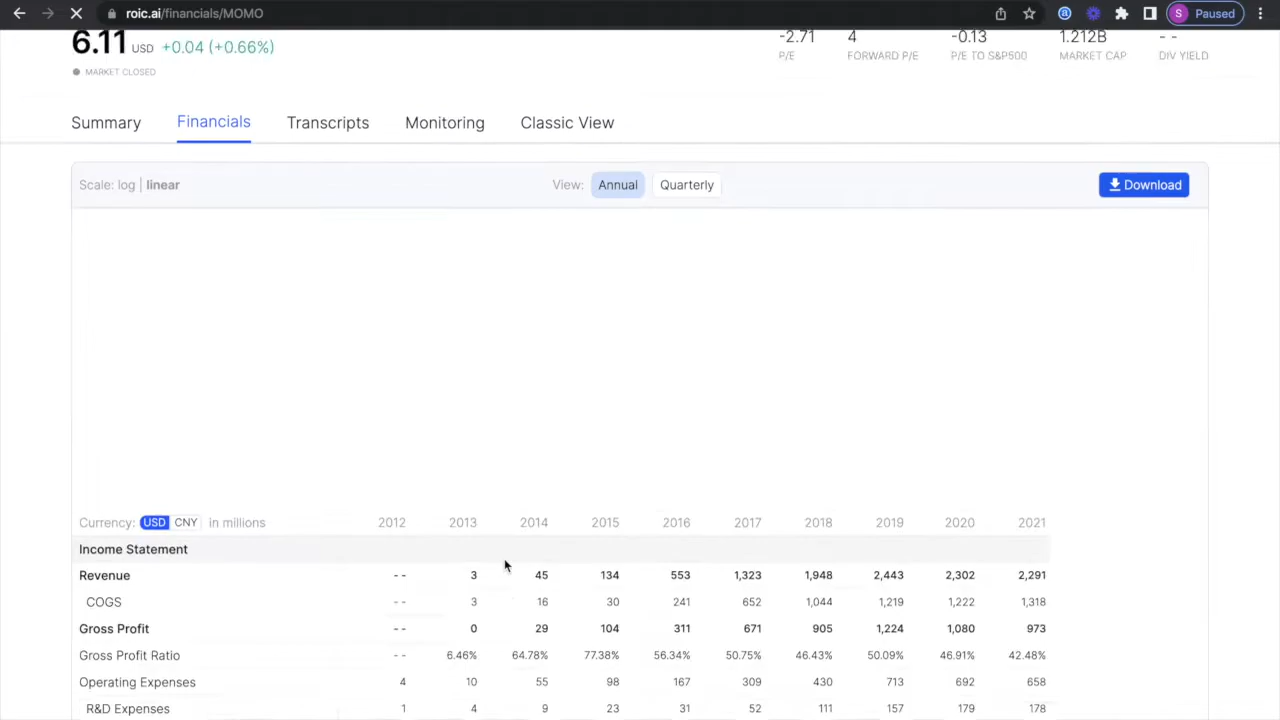 roic.ai/financials/MOMO S Paused
6.11 USD +0.04 (+0.66%) -2.71 4 -0.13 1.212B - -
P/E FORWARD P/E P/E TO S&P500 MARKET CAP DIV YIELD
MARKET CLOSED
Summary Financials Transcripts Monitoring Classic View
Scale: log | linear View: Annual Quarterly Download
Currency: USD CNY in millions 2012 2013 2014 2015 2016 2017 2018 2019 2020 2021
Income Statement
Revenue - - 3 45 134 553 1,323 1,948 2,443 2,302 2,291
COGS - - 3 16 30 241 652 1,044 1,219 1,222 1,318
Gross Profit - - 0 29 104 311 671 905 1,224 1,080 973
Gross Profit Ratio - - 6.46% 64.78% 77.38% 56.34% 50.75% 46.43% 50.09% 46.91% 42.48%
Operating Expenses 4 10 55 98 167 309 430 713 692 658
R&D Expenses 1 4 9 23 31 52 111 157 179 178